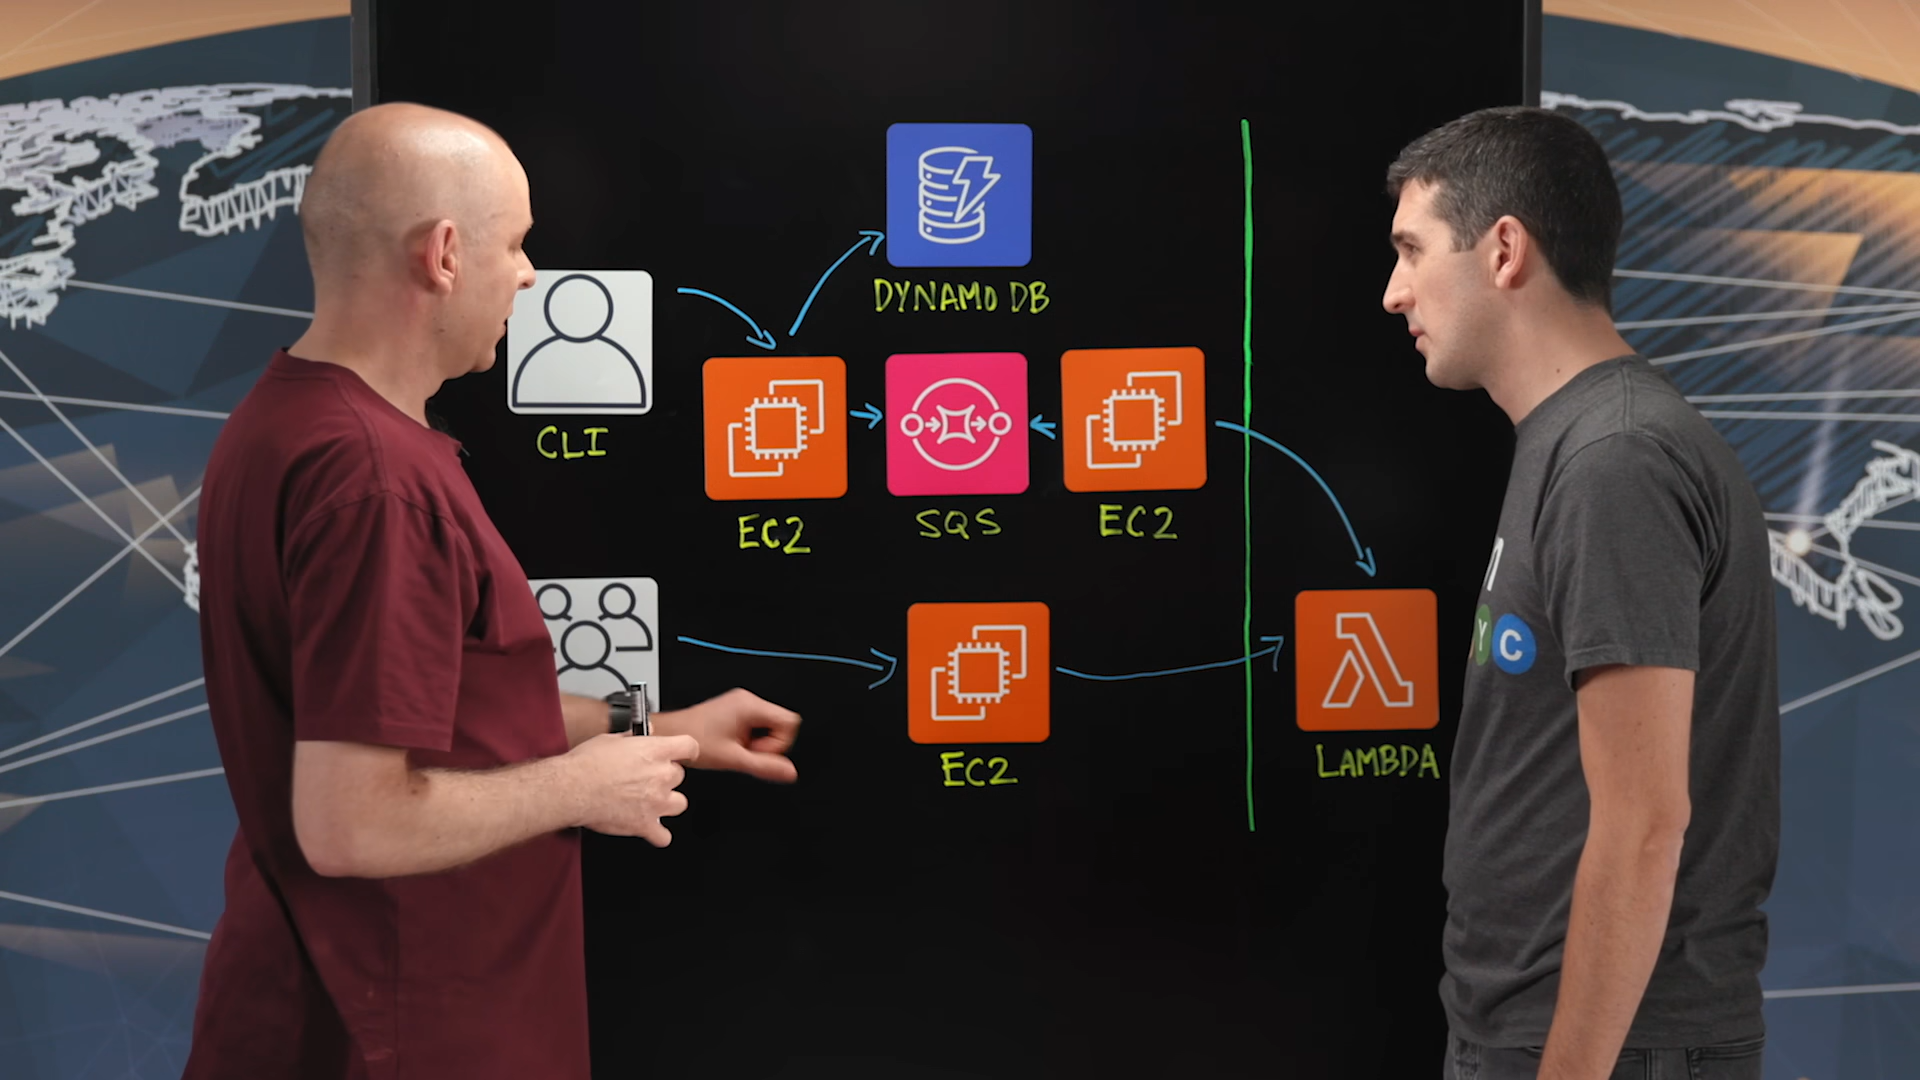 DYNAMO DB
CLI
EC2
SQS
EC2
EC2
LAMBDA
Y C